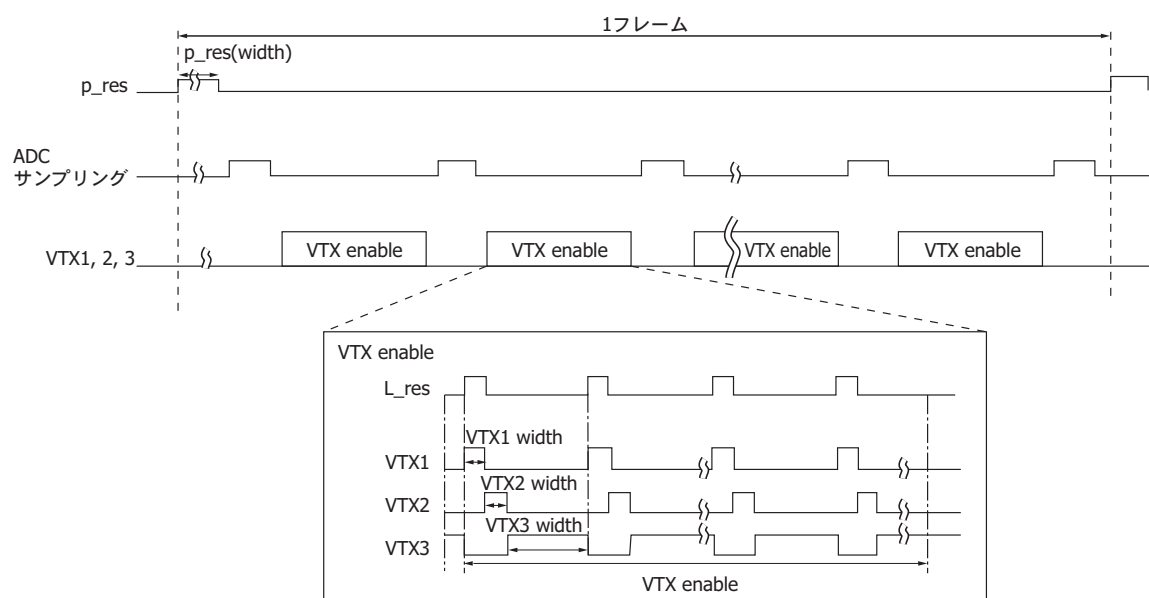 1フレーム
p_res(width)
p_res
ADC
サンプリング
VTX1, 2, 3
VTX enable
VTX enable
VTX enable
VTX enable
VTX enable
L_res
VTX1 width
VTX1
VTX2 width
VTX2
VTX3 width
VTX3
VTX enable